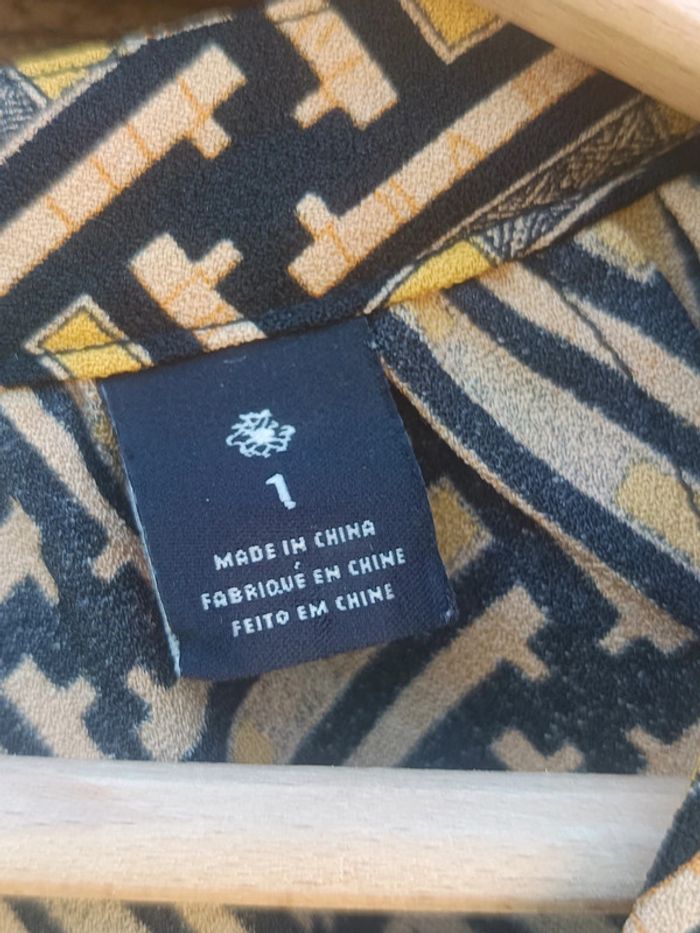 1
MADE IN CHINA
FABRIQUÉ EN CHINE
FEITO EM CHINE